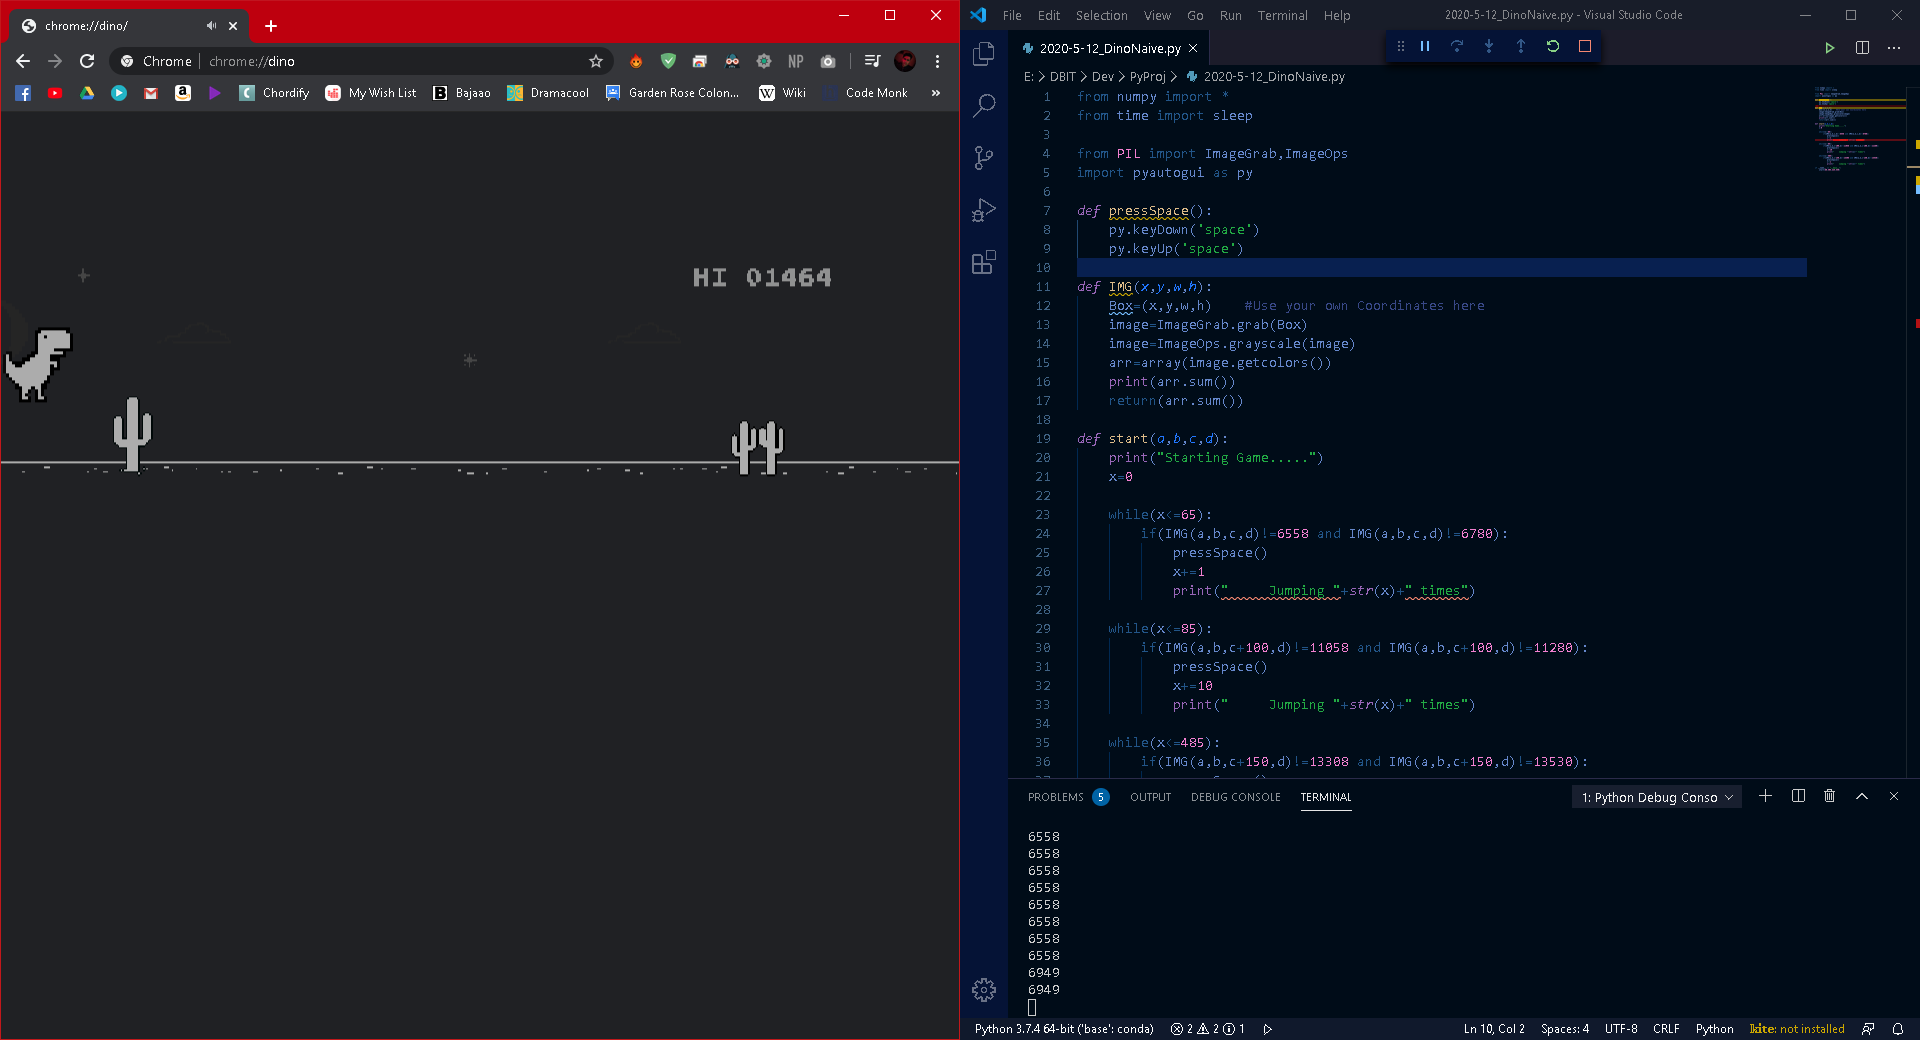 chrome://dino/
Chrome | chrome://dino
NP
Chordify
My Wish List
Bajaao
Dramacool
Garden Rose Colon...
Wiki
Code Monk
»
HI 01464
File Edit Selection View Go Run Terminal Help
2020-5-12_DinoNaive.py - Visual Studio Code
2020-5-12_DinoNaive.py
E: > DBIT > Dev > PyProj > 2020-5-12_DinoNaive.py
1 from numpy import *
2 from time import sleep
3
4 from PIL import ImageGrab,ImageOps
5 import pyautogui as py
6
7 def pressSpace():
8 py.keyDown('space')
9 py.keyUp('space')
10
11 def IMG(x,y,w,h):
12 Box=(x,y,w,h) #Use your own Coordinates here
13 image=ImageGrab.grab(Box)
14 image=ImageOps.grayscale(image)
15 arr=array(image.getcolors())
16 print(arr.sum())
17 return(arr.sum())
18
19 def start(a,b,c,d):
20 print("Starting Game.....")
21 x=0
22
23 while(x<=65):
24 if(IMG(a,b,c,d)!=6558 and IMG(a,b,c,d)!=6780):
25 pressSpace()
26 x+=1
27 print("     Jumping "+str(x)+" times")
28
29 while(x<=85):
30 if(IMG(a,b,c+100,d)!=11058 and IMG(a,b,c+100,d)!=11280):
31 pressSpace()
32 x+=10
33 print("     Jumping "+str(x)+" times")
34
35 while(x<=485):
36 if(IMG(a,b,c+150,d)!=13308 and IMG(a,b,c+150,d)!=13530):
PROBLEMS 5 OUTPUT DEBUG CONSOLE TERMINAL
1: Python Debug Conso
6558
6558
6558
6558
6558
6558
6558
6558
6949
6949
Python 3.7.4 64-bit ('base': conda) 2 2 1
Ln 10, Col 2 Spaces: 4 UTF-8 CRLF Python kite: not installed